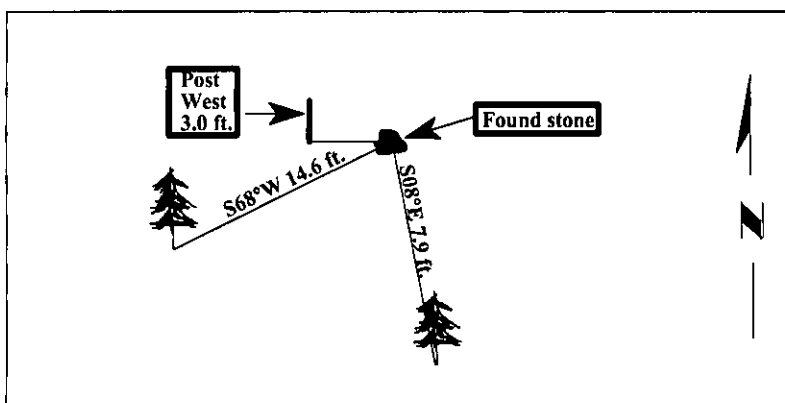 Post
West
3.0 ft.
Found stone
S68°W 14.6 ft.
S08°E 7.9 ft.
N